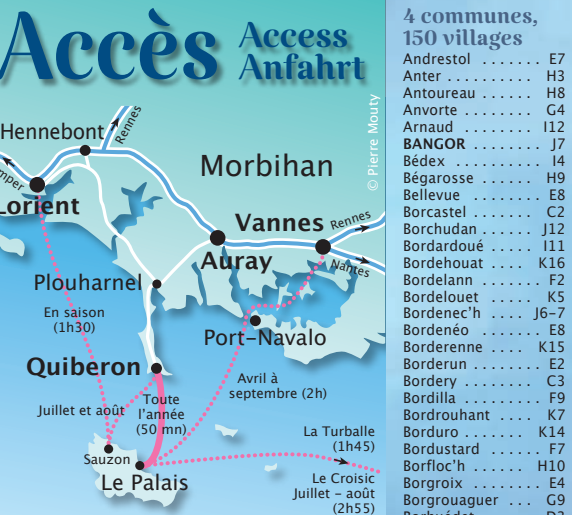 Accès
Access
Anfahrt
© Pierre Mouty
Hennebont
Rennes
Morbihan
Lorient
Vannes
Rennes
Auray
Nantes
Plouharnel
En saison
(1h30)
Port-Navalo
Quiberon
Avril à
septembre (2h)
Juillet et août
Toute
l'année
(50 mn)
La Turballe
(1h45)
Sauzon
Le Palais
Le Croisic
Juillet – août
(2h55)
4 communes,
150 villages
Andrestol ....... E7
Anter .......... H3
Antoureau ...... H8
Anvorte ........ G4
Arnaud ........ I12
BANGOR ........ J7
Bédex .......... I4
Bégarosse ...... H9
Bellevue ........ E8
Borcastel ....... C2
Borchudan ..... J12
Bordardoué .... I11
Bordehouat .... K16
Bordelann ...... F2
Bordelouet ..... K5
Bordenec'h ... J6-7
Bordenéo ....... E8
Borderenne .... K15
Borderun ....... E2
Bordery ........ C3
Bordilla ........ F9
Bordrouhant .... K7
Borduro ....... K14
Bordustard ..... F7
Borfloc'h ...... H10
Borgroix ....... E4
Borgrouaguer ... G9